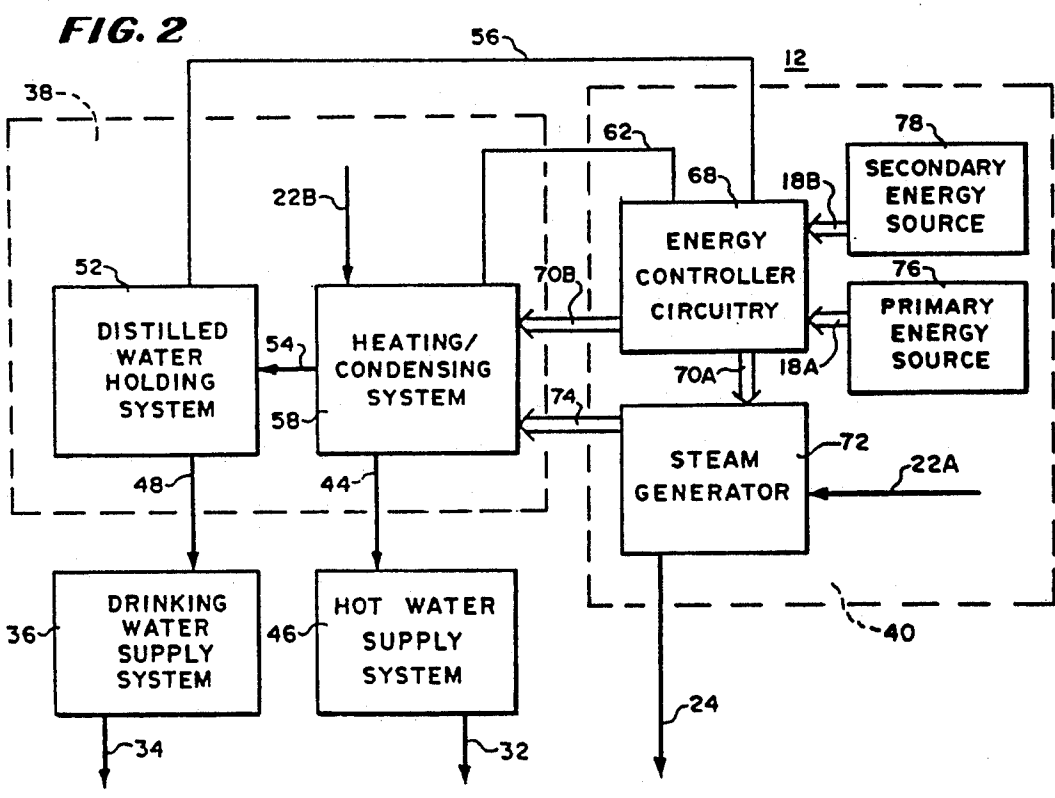 FIG. 2
56
12
38
62
78
SECONDARY
ENERGY
SOURCE
18B
68
22B
ENERGY
CONTROLLER
CIRCUITRY
52
70B
76
PRIMARY
ENERGY
SOURCE
18A
DISTILLED
WATER
HOLDING
SYSTEM
54
HEATING/
CONDENSING
SYSTEM
58
70A
74
STEAM
GENERATOR
72
22A
48
44
DRINKING
WATER
SUPPLY
SYSTEM
36
HOT WATER
SUPPLY
SYSTEM
46
40
24
34
32